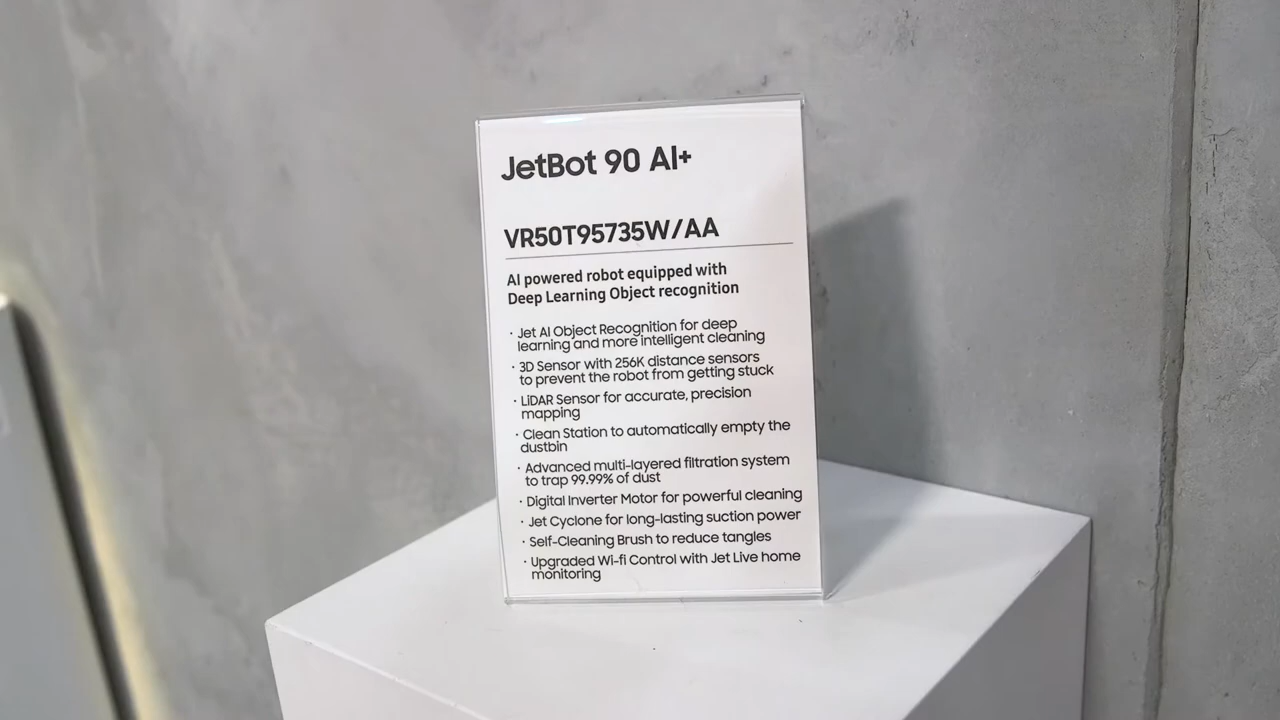 JetBot 90 AI+
VR50T95735W/AA
AI powered robot equipped with
Deep Learning Object recognition
· Jet AI Object Recognition for deep
learning and more intelligent cleaning
· 3D Sensor with 256K distance sensors
to prevent the robot from getting stuck
· LiDAR Sensor for accurate, precision
mapping
· Clean Station to automatically empty the
dustbin
· Advanced multi-layered filtration system
to trap 99.99% of dust
· Digital Inverter Motor for powerful cleaning
· Jet Cyclone for long-lasting suction power
· Self-Cleaning Brush to reduce tangles
· Upgraded Wi-fi Control with Jet Live home
monitoring